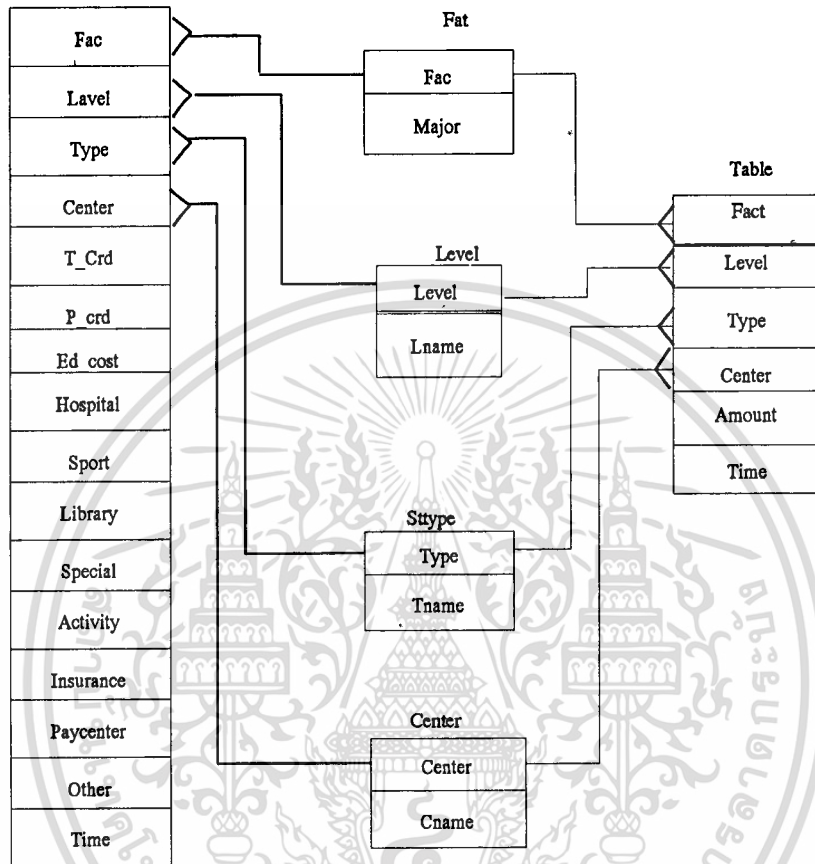 Fac
Lavel
Type
Center
T_Crd
P_crd
Ed_cost
Hospital
Sport
Library
Special
Activity
Insurance
Paycenter
Other
Time
Fat
Fac
Major
Level
Level
Lname
Sttype
Type
Tname
Center
Center
Cname
Table
Fact
Level
Type
Center
Amount
Time